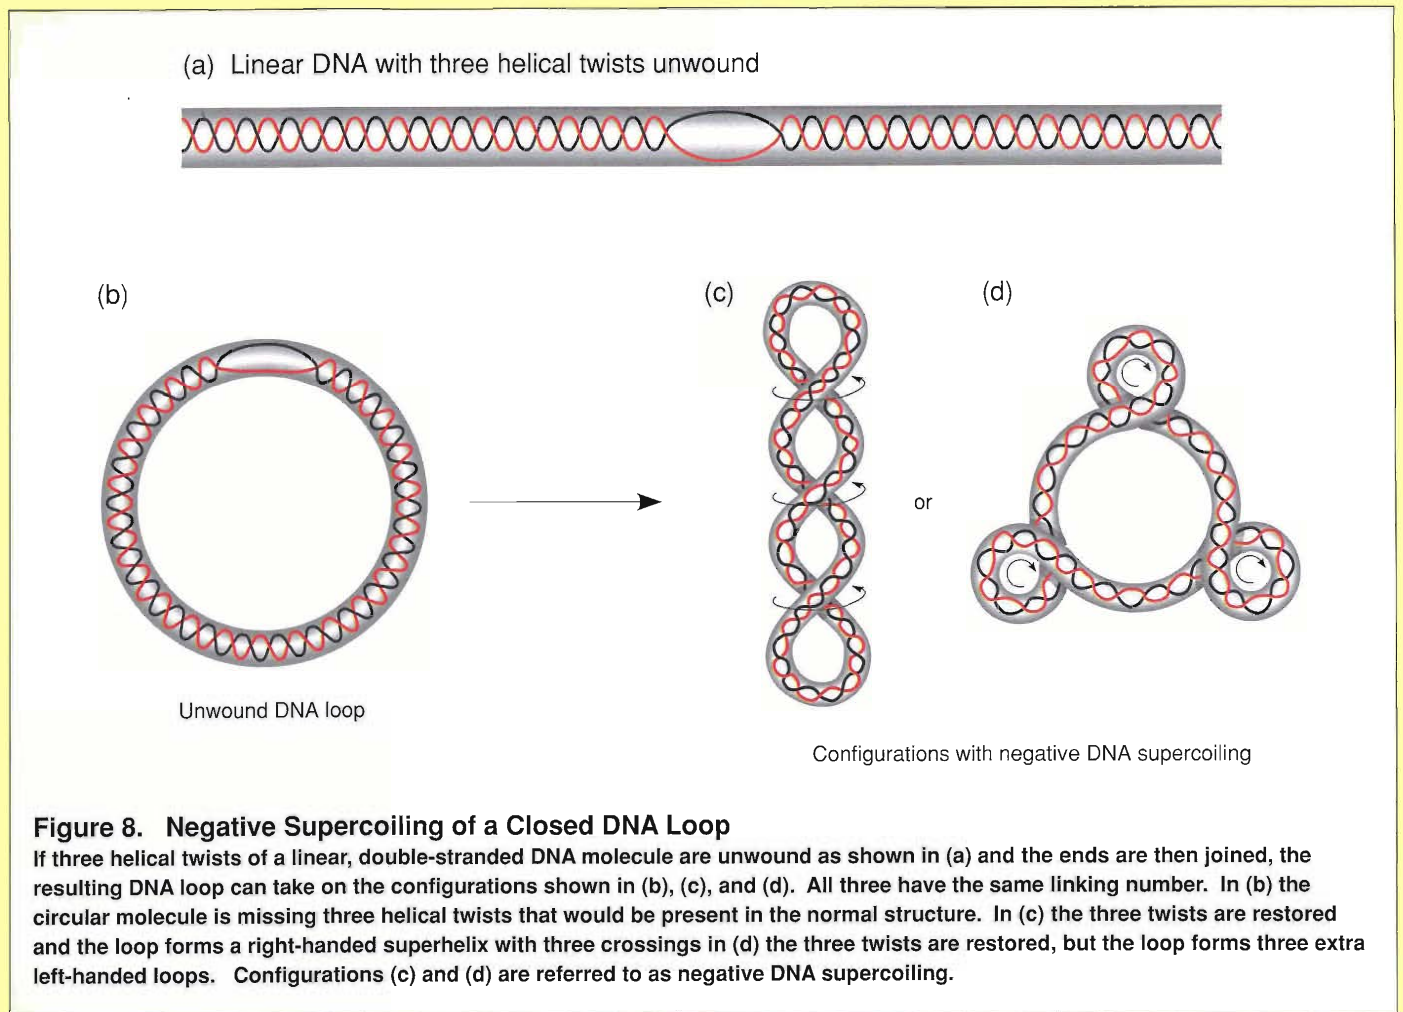 (a) Linear DNA with three helical twists unwound
(b)
(c)
(d)
or
Unwound DNA loop
Configurations with negative DNA supercoiling
Figure 8. Negative Supercoiling of a Closed DNA Loop
If three helical twists of a linear, double-stranded DNA molecule are unwound as shown in (a) and the ends are then joined, the
resulting DNA loop can take on the configurations shown in (b), (c), and (d). All three have the same linking number. In (b) the
circular molecule is missing three helical twists that would be present in the normal structure. In (c) the three twists are restored
and the loop forms a right-handed superhelix with three crossings in (d) the three twists are restored, but the loop forms three extra
left-handed loops. Configurations (c) and (d) are referred to as negative DNA supercoiling.